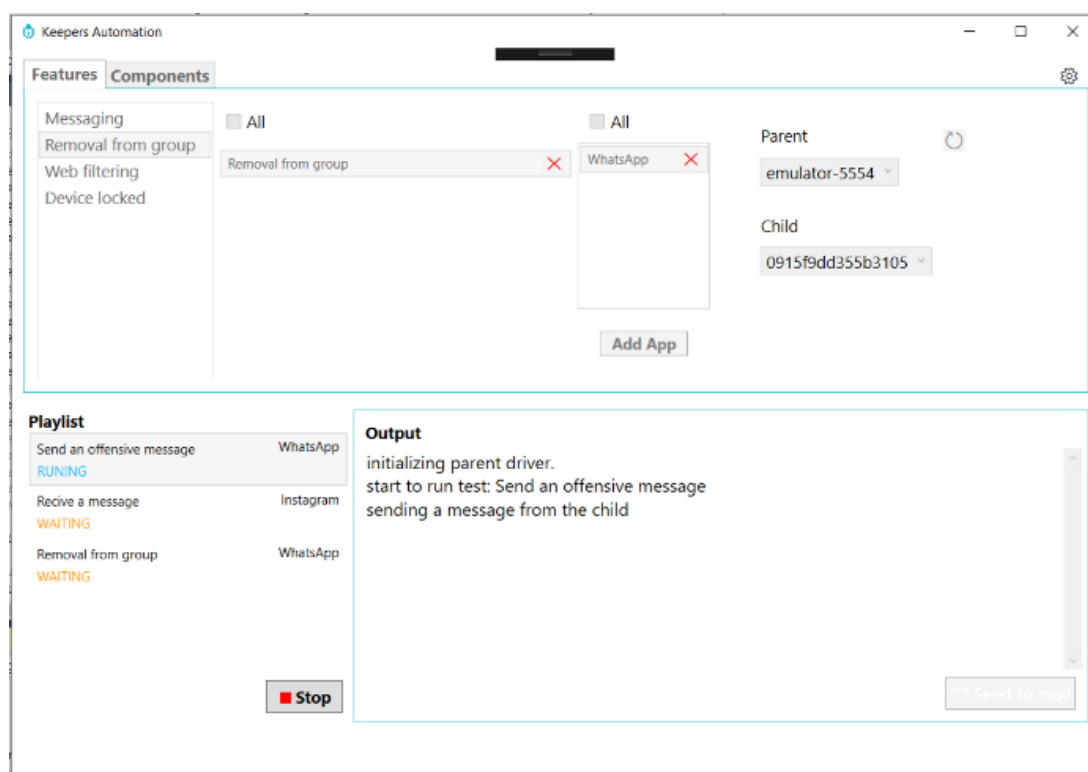 Keepers Automation
Features
Components
Messaging
Removal from group
Web filtering
Device locked
All
Removal from group
All
WhatsApp
Add App
Parent
emulator-5554
Child
0915f9dd355b3105
Playlist
Send an offensive message
WhatsApp
RUNING
Recive a message
Instagram
WAITING
Removal from group
WhatsApp
WAITING
Stop
Output
initializing parent driver.
start to run test: Send an offensive message
sending a message from the child
Send to mail